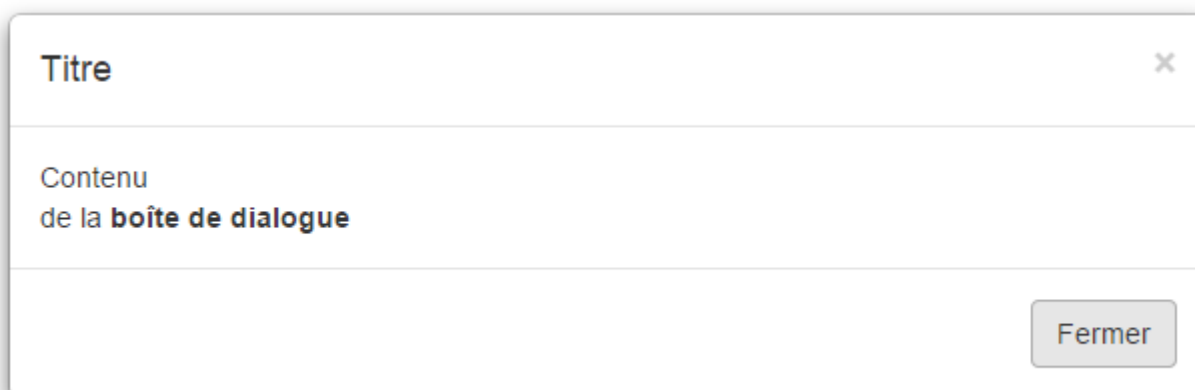 Titre
×
Contenu
de la boîte de dialogue
Fermer